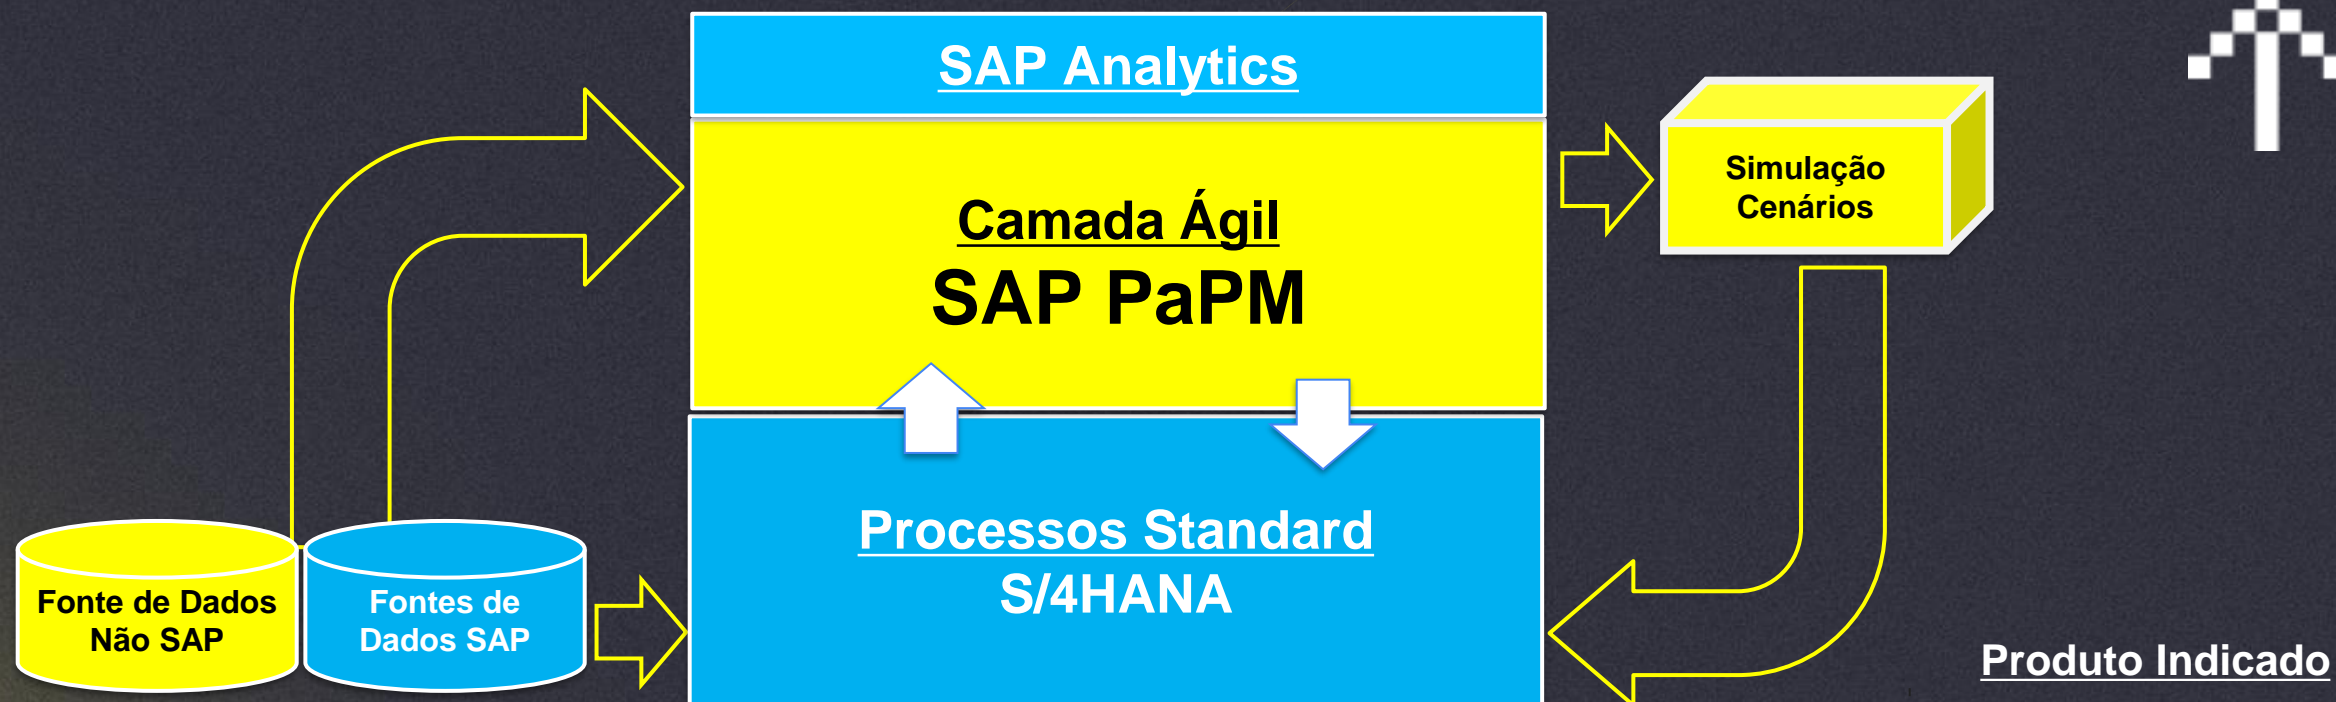 SAP Analytics
Camada Ágil
SAP PaPM
Simulação
Cenários
Processos Standard
S/4HANA
Fonte de Dados
Não SAP
Fontes de
Dados SAP
Produto Indicado